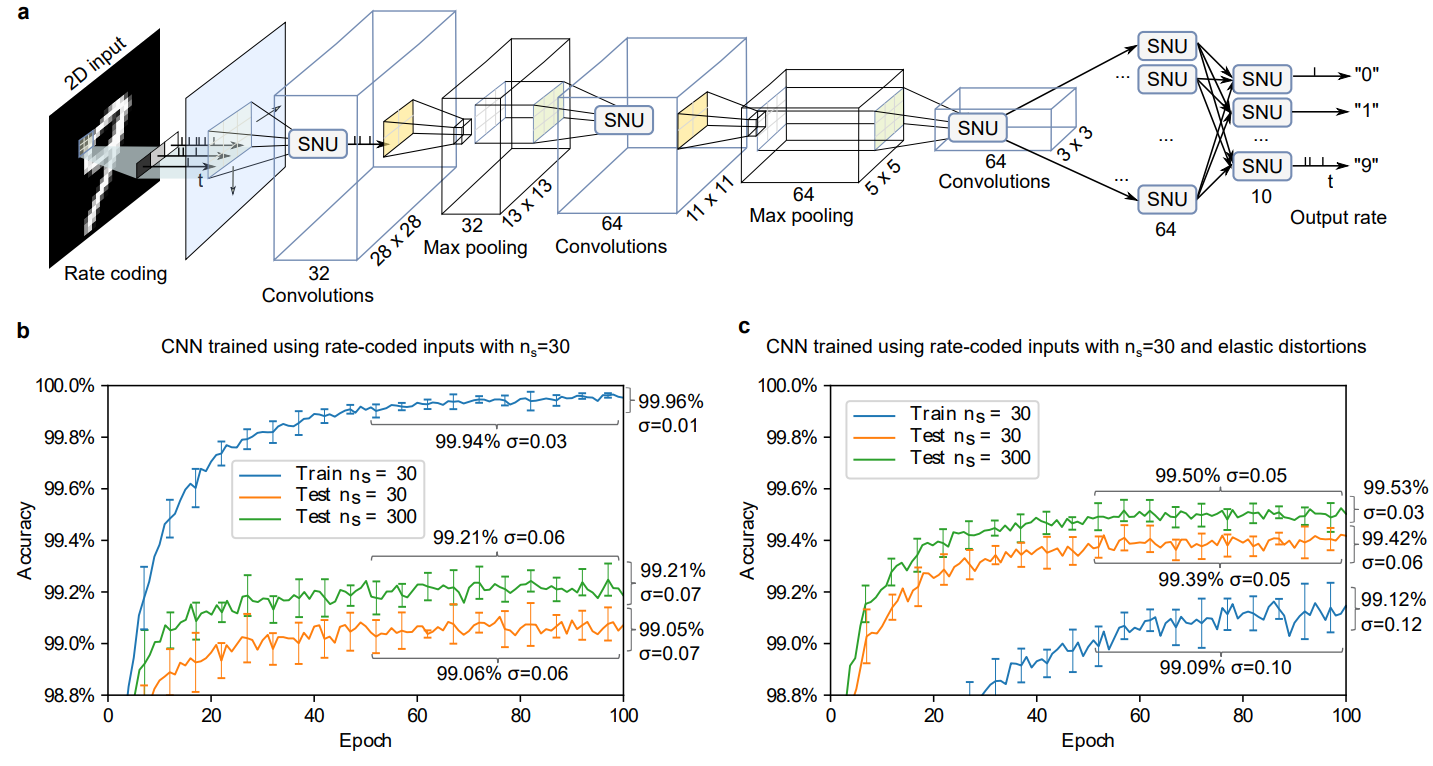 a
2D input
Rate coding
t
SNU
32
Convolutions
28 x 28
32
Max pooling
13 x 13
SNU
64
Convolutions
11 x 11
64
Max pooling
5 x 5
SNU
64
Convolutions
3 x 3
SNU
... SNU
...
... SNU
64
SNU
SNU
...
SNU
10
"0"
"1"
"9"
t
Output rate
b
CNN trained using rate-coded inputs with ns=30
Accuracy
100.0%
99.8%
99.6%
99.4%
99.2%
99.0%
98.8%
0 20 40 60 80 100
Epoch
Train ns = 30
Test ns = 30
Test ns = 300
99.94% σ=0.03
99.96%
σ=0.01
99.21% σ=0.06
99.21%
σ=0.07
99.05%
σ=0.07
99.06% σ=0.06
c
CNN trained using rate-coded inputs with ns=30 and elastic distortions
Accuracy
100.0%
99.8%
99.6%
99.4%
99.2%
99.0%
98.8%
0 20 40 60 80 100
Epoch
Train ns = 30
Test ns = 30
Test ns = 300
99.50% σ=0.05
99.53%
σ=0.03
99.42%
σ=0.06
99.39% σ=0.05
99.12%
σ=0.12
99.09% σ=0.10